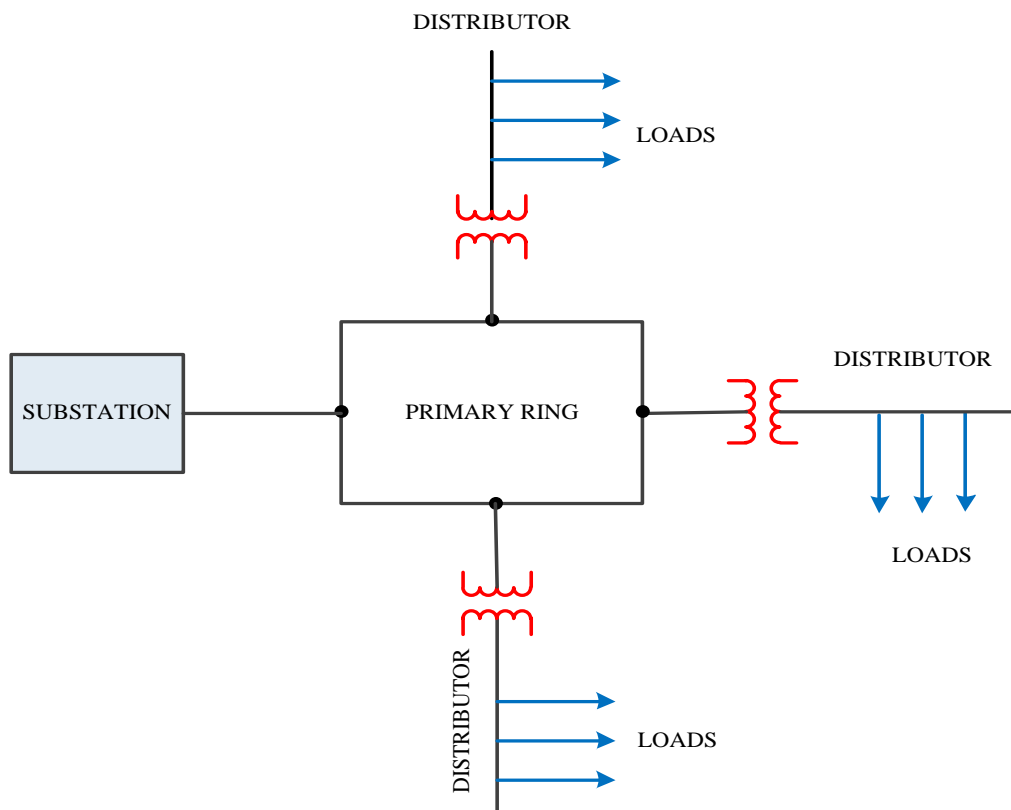 DISTRIBUTOR
LOADS
DISTRIBUTOR
SUBSTATION
PRIMARY RING
LOADS
DISTRIBUTOR
LOADS